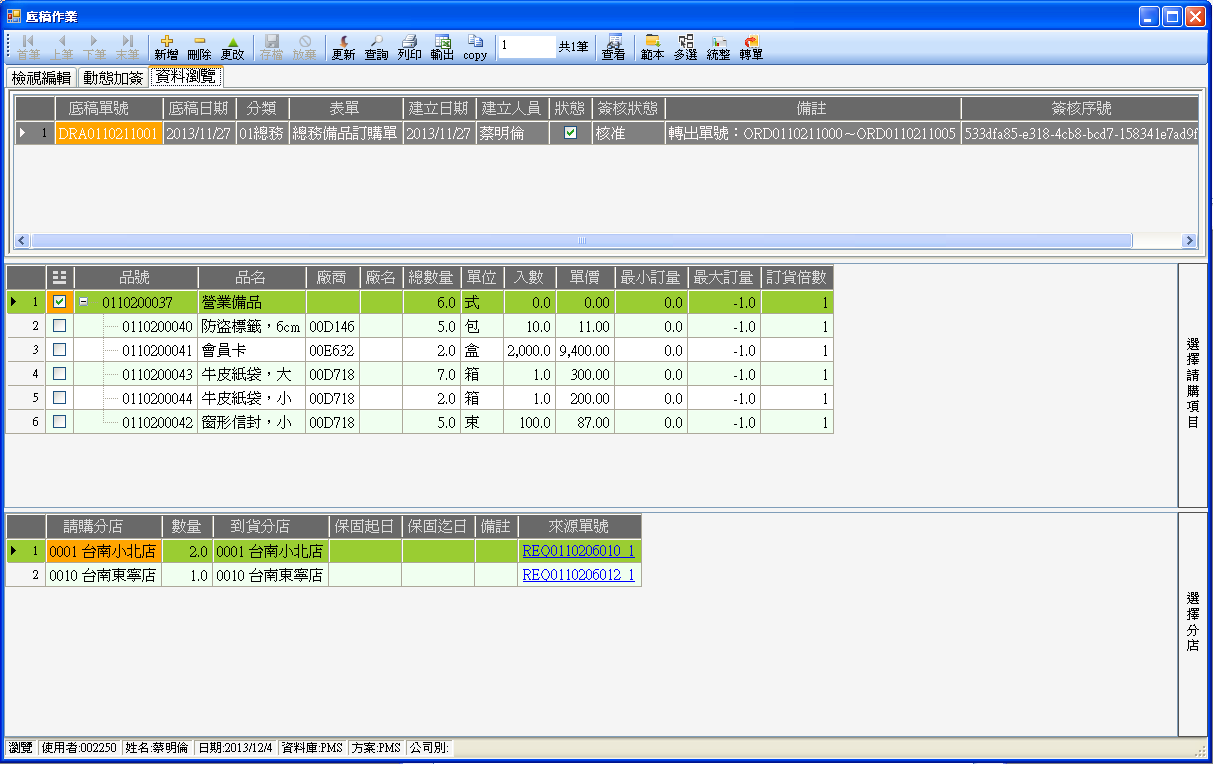 底稿作業
首筆 上筆 下筆 末筆 新增 刪除 更改 存檔 放棄 更新 查詢 列印 輸出 copy 1 共1筆 查看 範本 多選 統整 轉單
檢視編輯 動態加簽 資料瀏覽
底稿單號 底稿日期 分類 表單 建立日期 建立人員 狀態 簽核狀態 備註 簽核序號
1 DRA0110211001 2013/11/27 01總務 總務備品訂購單 2013/11/27 蔡明倫 核准 轉出單號：ORD0110211000～ORD0110211005 533dfa85-e318-4cb8-bcd7-158341e7ad9f
品號 品名 廠商 廠名 總數量 單位 入數 單價 最小訂量 最大訂量 訂貨倍數
1 0110200037 營業備品 6.0 式 0.0 0.00 0.0 -1.0 1
2 0110200040 防盜標籤，6cm 00D146 5.0 包 10.0 11.00 0.0 -1.0 1
3 0110200041 會員卡 00E632 2.0 盒 2,000.0 9,400.00 0.0 -1.0 1
4 0110200043 牛皮紙袋，大 00D718 7.0 箱 1.0 300.00 0.0 -1.0 1
5 0110200044 牛皮紙袋，小 00D718 2.0 箱 1.0 200.00 0.0 -1.0 1
6 0110200042 窗形信封，小 00D718 5.0 束 100.0 87.00 0.0 -1.0 1
選擇請購項目
請購分店 數量 到貨分店 保固起日 保固迄日 備註 來源單號
1 0001 台南小北店 2.0 0001 台南小北店 REQ0110206010_1
2 0010 台南東寧店 1.0 0010 台南東寧店 REQ0110206012_1
選擇分店
瀏覽 使用者:002250 姓名:蔡明倫 日期:2013/12/4 資料庫:PMS 方案:PMS 公司別: